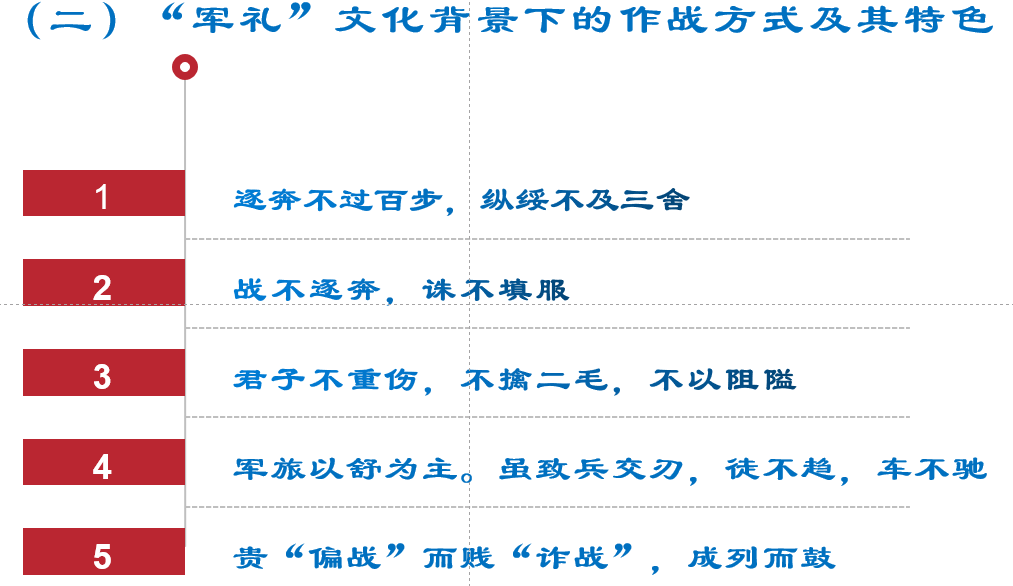 （二）“军礼”文化背景下的作战方式及其特色
1
逐奔不过百步，纵绥不及三舍
2
战不逐奔，诛不填服
3
君子不重伤，不擒二毛，不以阻隘
4
军旅以舒为主。虽致兵交刃，徒不趋，车不驰
5
贵“偏战”而贱“诈战”，成列而鼓